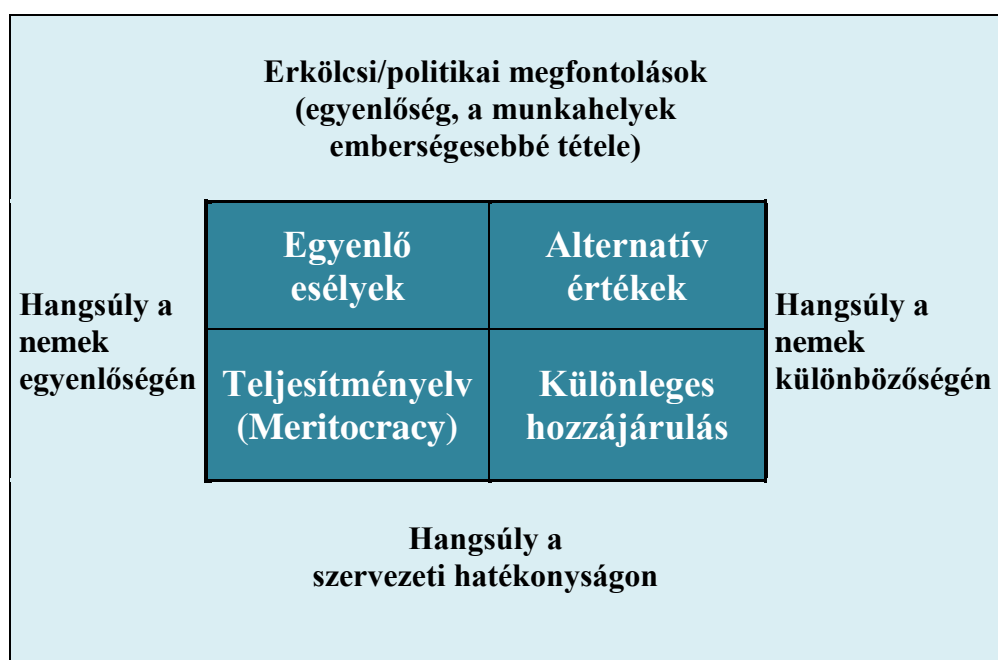 Erkölcsi/politikai megfontolások
(egyenlőség, a munkahelyek
emberségesebbé tétele)
Egyenlő
esélyek
Alternatív
értékek
Hangsúly a
nemek
egyenlőségén
Hangsúly a
nemek
különbözőségén
Teljesítményelv
(Meritocracy)
Különleges
hozzájárulás
Hangsúly a
szervezeti hatékonyságon